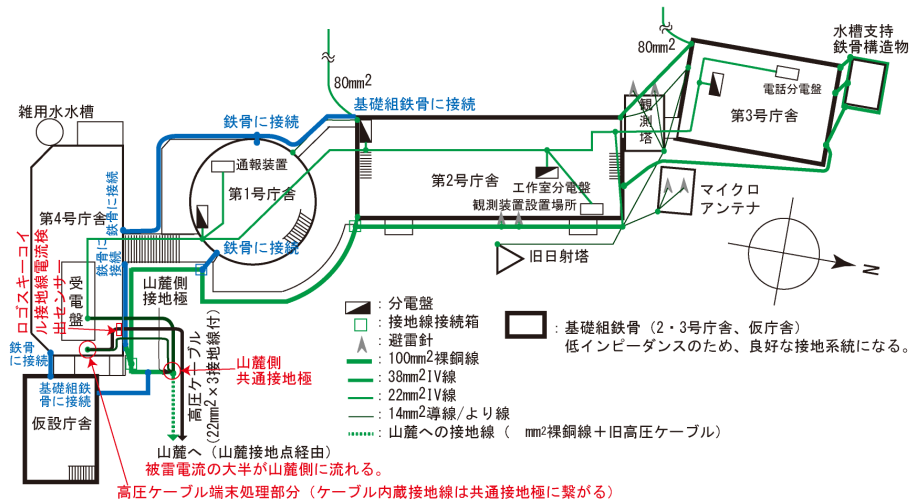 80mm2
基礎組鉄骨に接続
80mm2
水槽支持
鉄骨構造物
雑用水水槽
鉄骨に接続
通報装置
第1号庁舎
観測塔
電話分電盤
第3号庁舎
第2号庁舎
工作室分電盤
観測装置設置場所
マイクロ
アンテナ
第4号庁舎
鉄骨に接続
鉄骨に接続
鉄骨に
接続
旧日射塔
N
ロゴスキーコイ
ル接地線電流検
出センサー
受電盤
山麓側
接地極
:分電盤
:接地線接続箱
:避雷針
:100mm2裸銅線
:38mm2IV線
:22mm2IV線
:14mm2導線/より線
:山麓への接地線( mm2裸銅線+旧高圧ケーブル)
:基礎組鉄骨(2・3号庁舎、仮庁舎)
低インピーダンスのため、良好な接地系統になる。
鉄骨
に接続
山麓側
共通接地極
高圧ケーブル
(22mm2×3接地線付)
基礎組鉄
骨に接続
仮設庁舎
山麓へ(山麓接地点経由)
被雷電流の大半が山麓側に流れる。
高圧ケーブル端末処理部分(ケーブル内蔵接地線は共通接地極に繋がる)